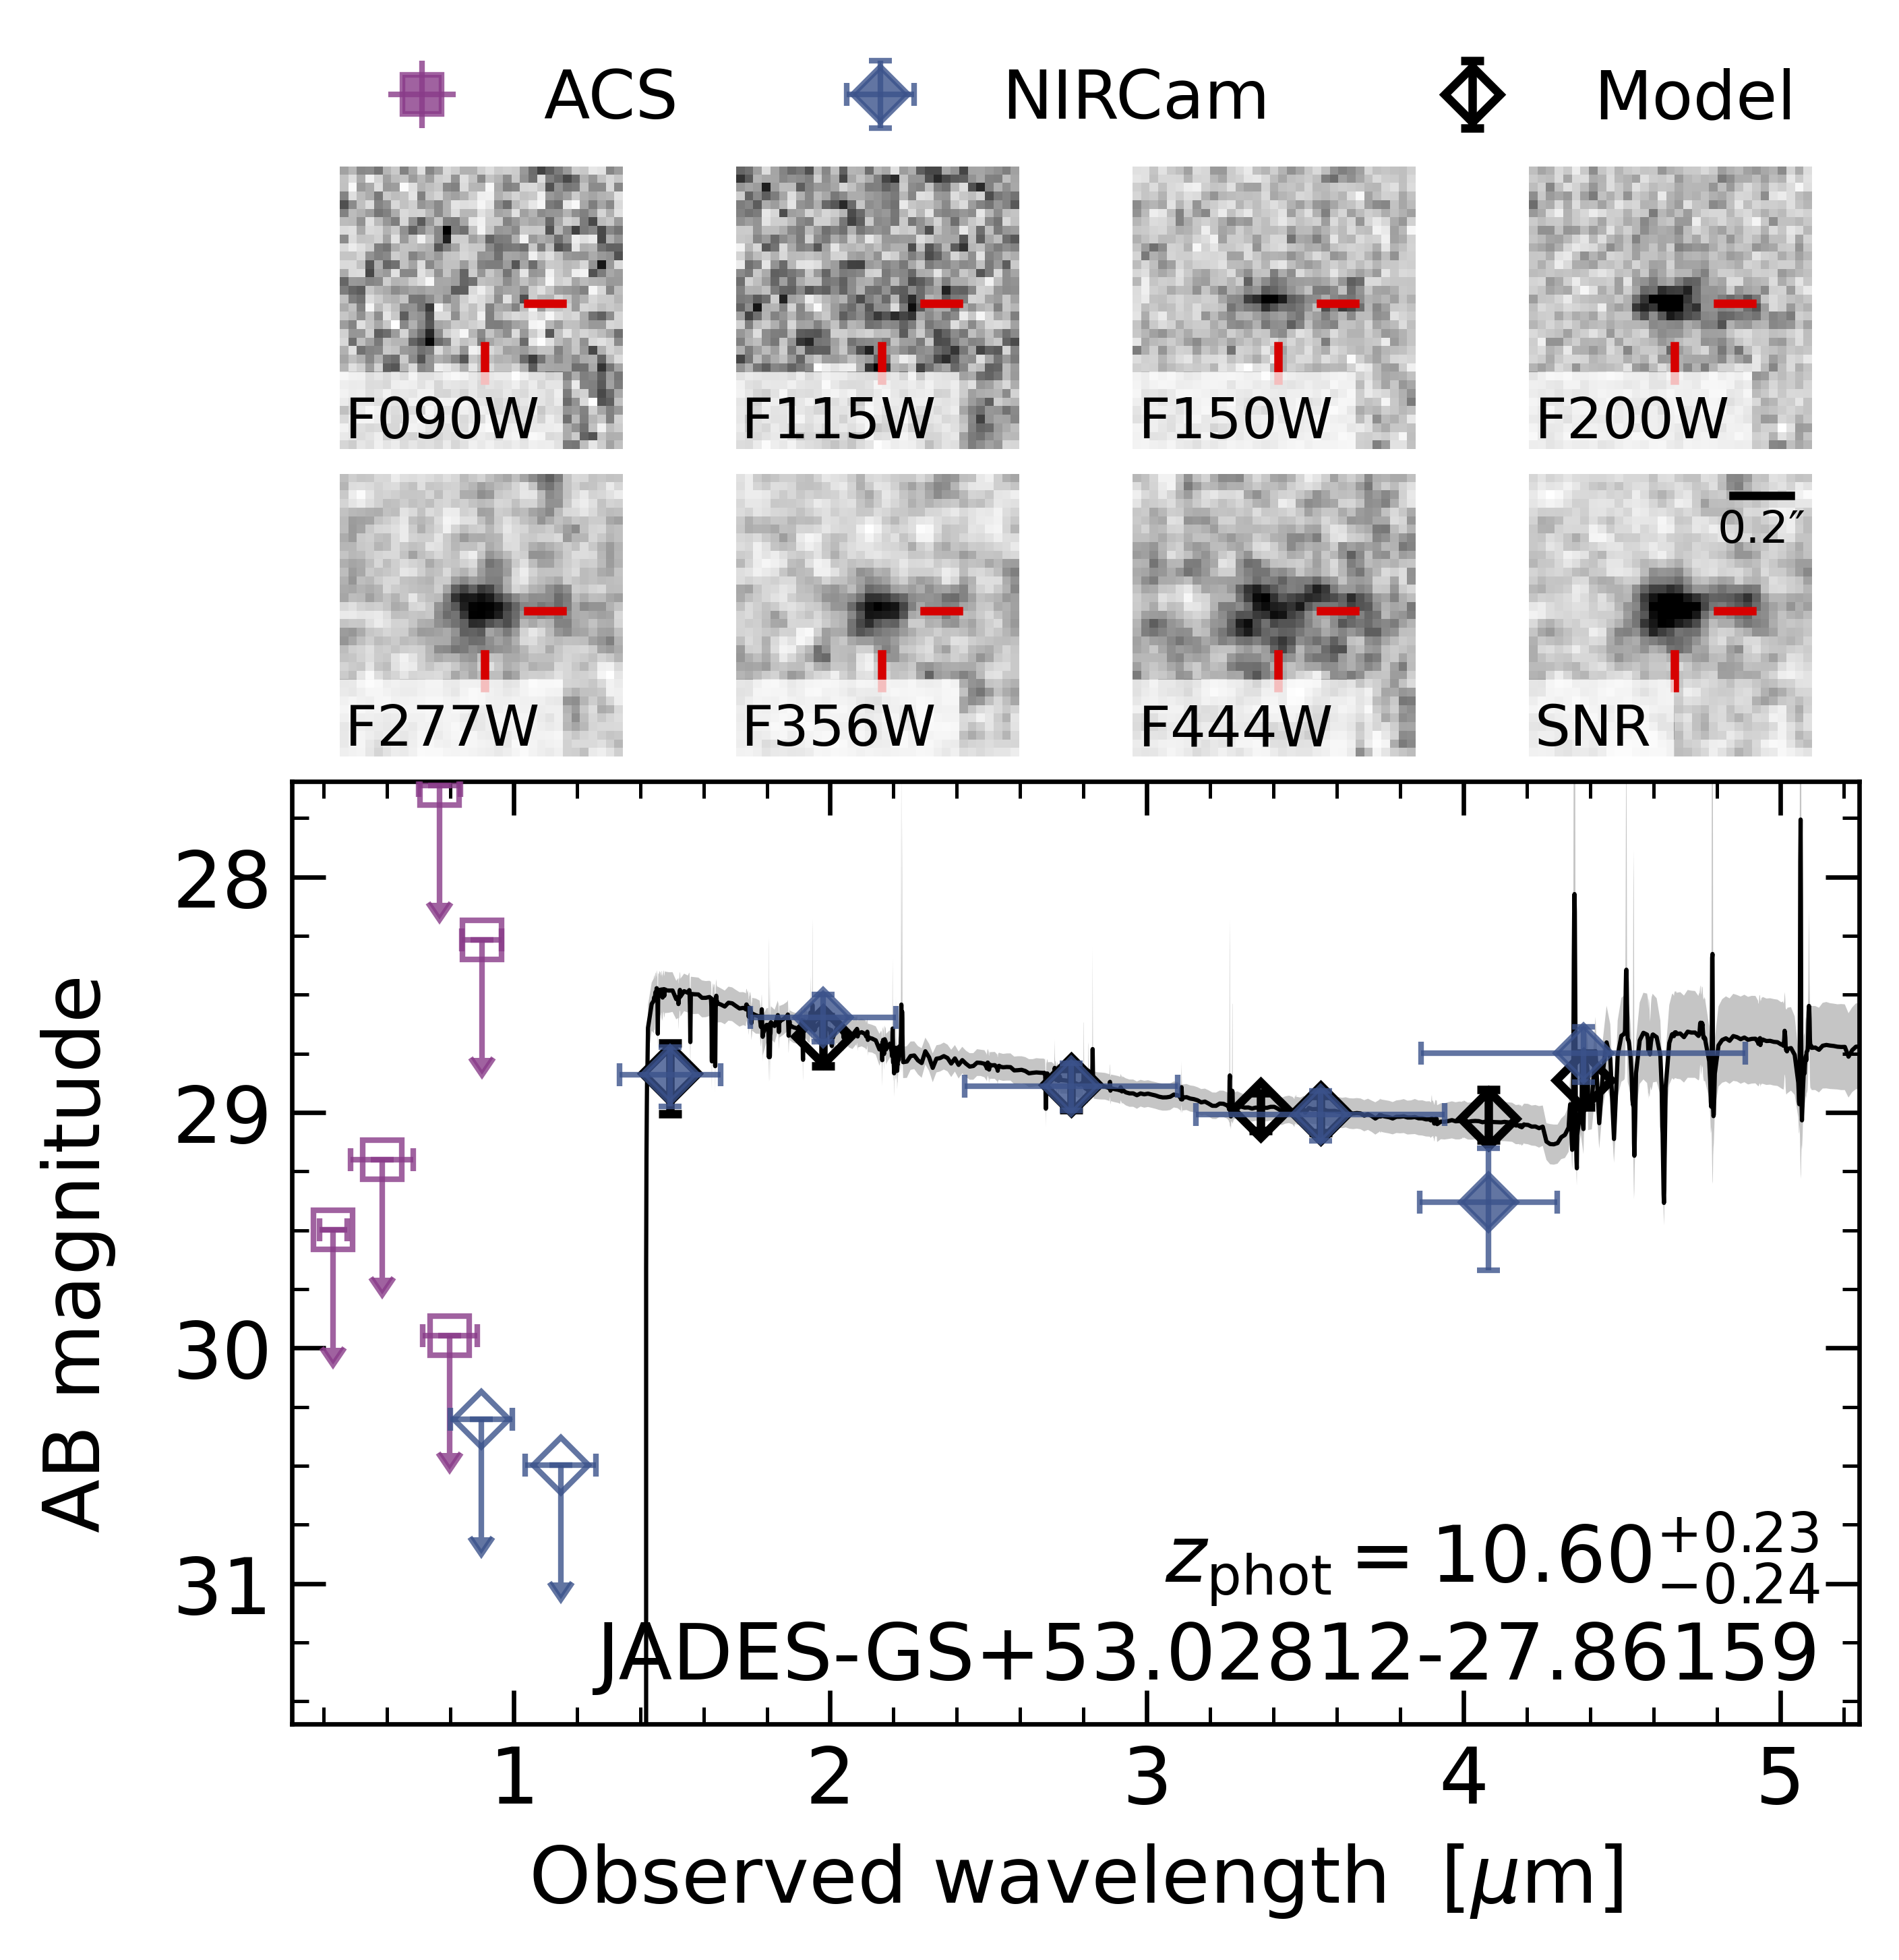 ACS NIRCam Model
F090W F115W F150W F200W
0.2″
F277W F356W F444W SNR
28
29
30
31
AB magnitude
z_phot = 10.60 +0.23 −0.24
JADES-GS+53.02812-27.86159
1 2 3 4 5
Observed wavelength [μm]